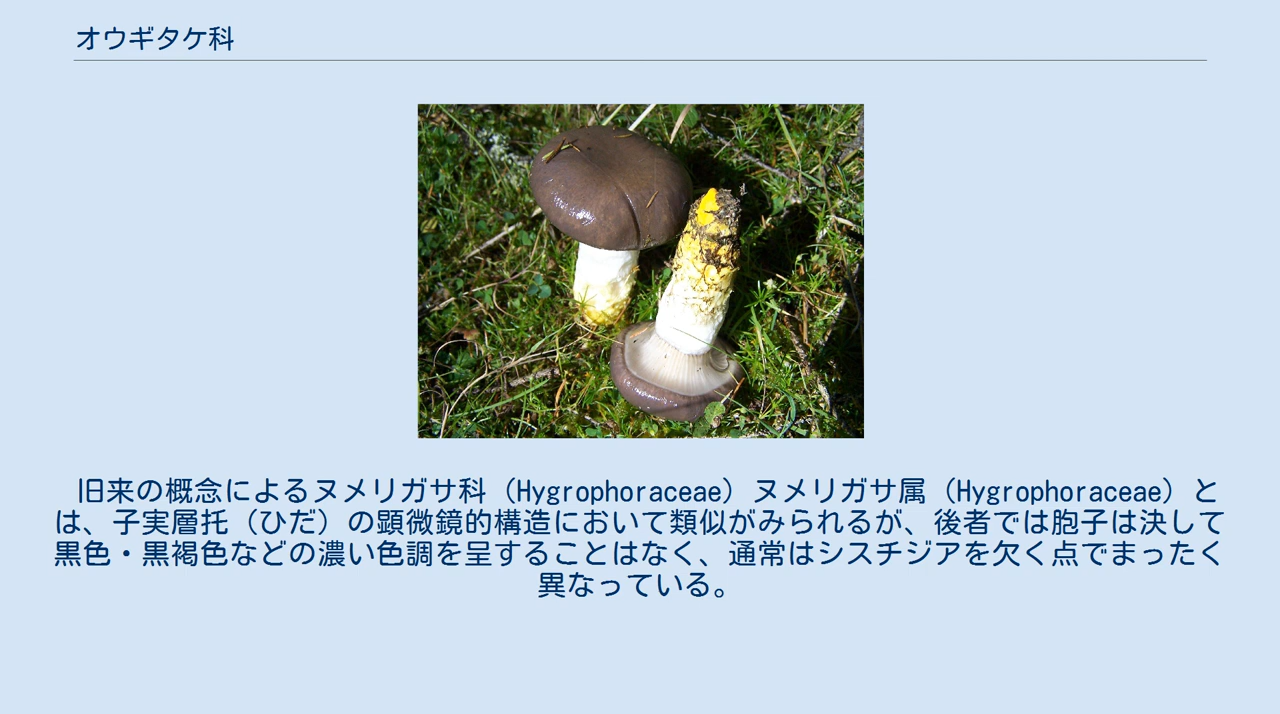 オウギタケ科
旧来の概念によるヌメリガサ科（Hygrophoraceae）ヌメリガサ属（Hygrophoraceae）と
は、子実層托（ひだ）の顕微鏡的構造において類似がみられるが、後者では胞子は決して
黒色・黒褐色などの濃い色調を呈することはなく、通常はシスチジアを欠く点でまったく
異なっている。